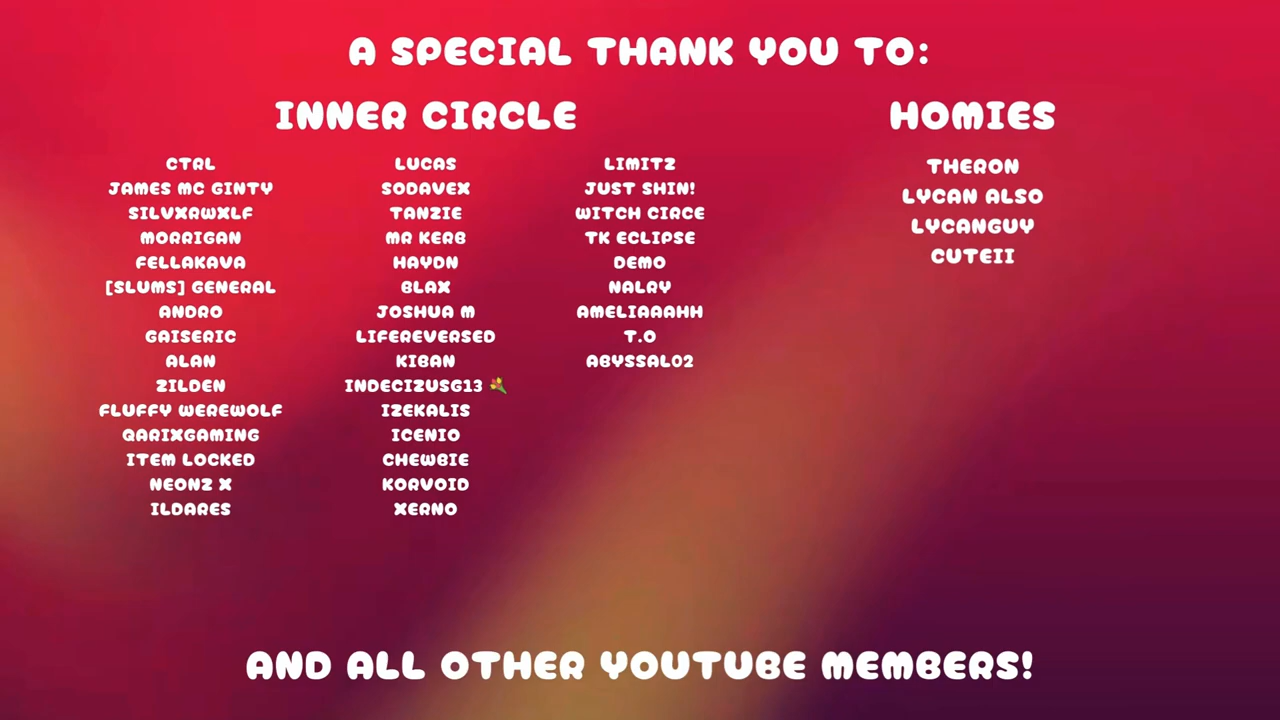 A SPECIAL THANK YOU TO:
INNER CIRCLE
CTRL
JAMES MC GINTY
SILVXRWXLF
MORRIGAN
FELLAKAVA
[SLUMS] GENERAL
ANDRO
GAISERIC
ALAN
ZILDEN
FLUFFY WEREWOLF
QARIXGAMING
ITEM LOCKED
NEONZ X
ILDARES
LUCAS
SODAVEX
TANZIE
MR KERB
HAYDN
BLAX
JOSHUA M
LIFEREVERSED
KIBAN
INDECIZUSG13 💐
IZEKALIS
ICENIO
CHEWBIE
KORVOID
XERNO
LIMITZ
JUST SHIN!
WITCH CIRCE
TK ECLIPSE
DEMO
NALRY
AMELIAAAHH
T.O
ABYSSAL02
HOMIES
THERON
LYCAN ALSO
LYCANGUY
CUTEII
AND ALL OTHER YOUTUBE MEMBERS!